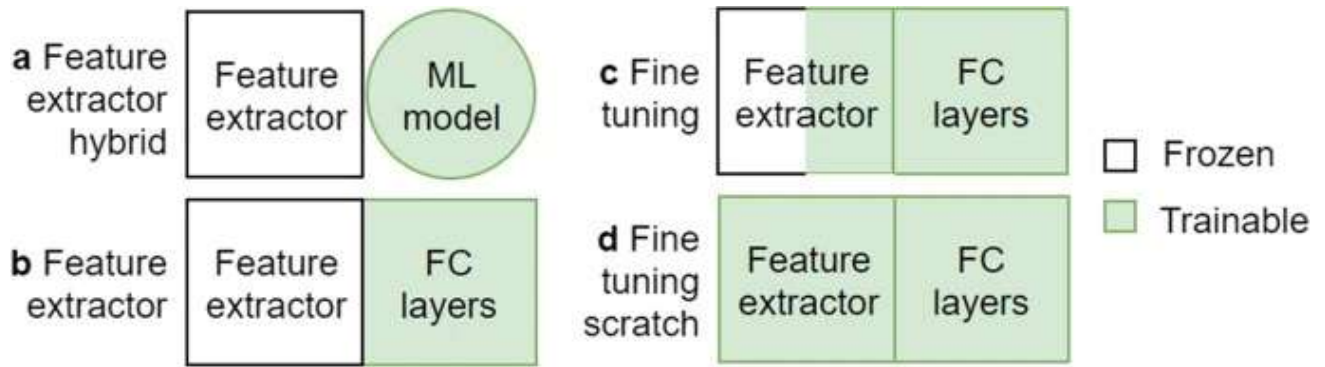 a Feature
extractor
hybrid
Feature
extractor
ML
model
b Feature
extractor
Feature
extractor
FC
layers
c Fine
tuning
Feature
extractor
FC
layers
d Fine
tuning
scratch
Feature
extractor
FC
layers
Frozen
Trainable